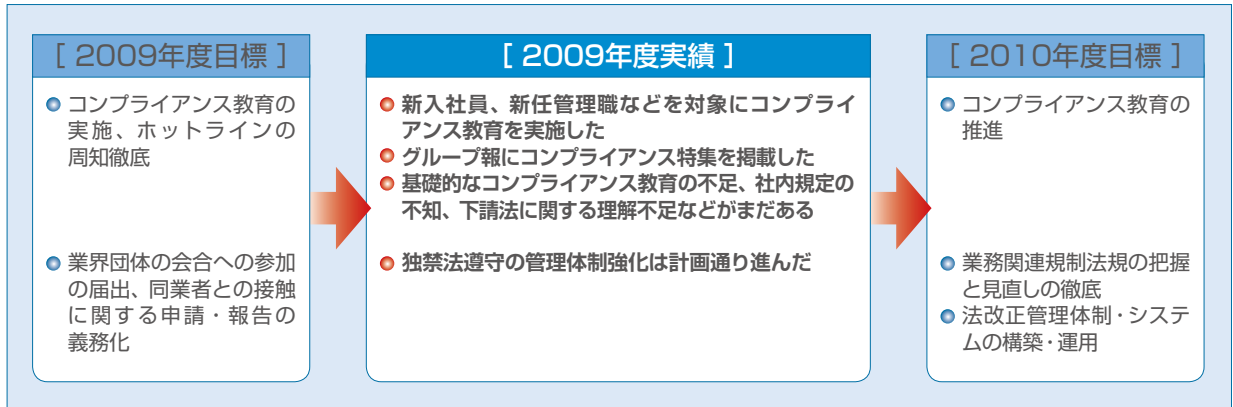 [ 2009年度目標 ]
コンプライアンス教育の
実施、ホットラインの
周知徹底
業界団体の会合への参加
の届出、同業者との接触
に関する申請・報告の
義務化
[ 2009年度実績 ]
新入社員、新任管理職などを対象にコンプライ
アンス教育を実施した
グループ報にコンプライアンス特集を掲載した
基礎的なコンプライアンス教育の不足、社内規定の
不知、下請法に関する理解不足などがまだある
独禁法遵守の管理体制強化は計画通り進んだ
[ 2010年度目標 ]
コンプライアンス教育の
推進
業務関連規制法規の把握
と見直しの徹底
法改正管理体制・システ
ムの構築・運用